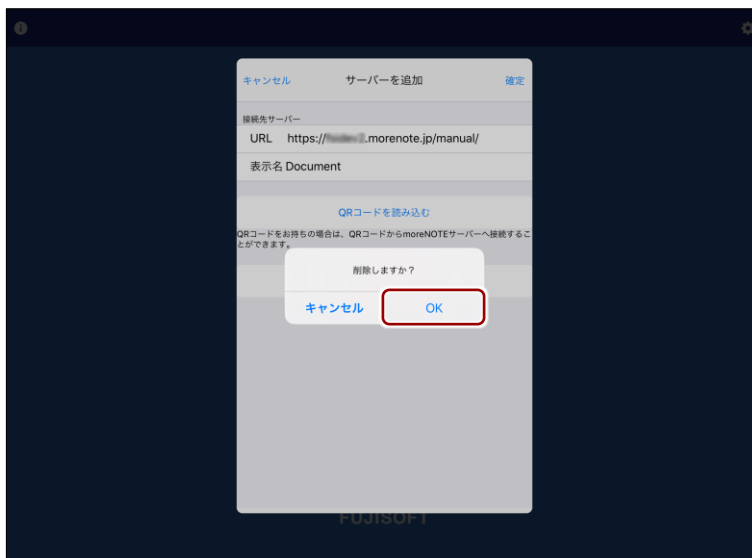 キャンセル サーバーを追加 確定
接続先サーバー
URL https:// .morenote.jp/manual/
表示名 Document
QRコードを読み込む
QRコードをお持ちの場合は、QRコードからmoreNOTEサーバーへ接続するこ
とができます。
削除しますか？
キャンセル OK
FUJISOFT